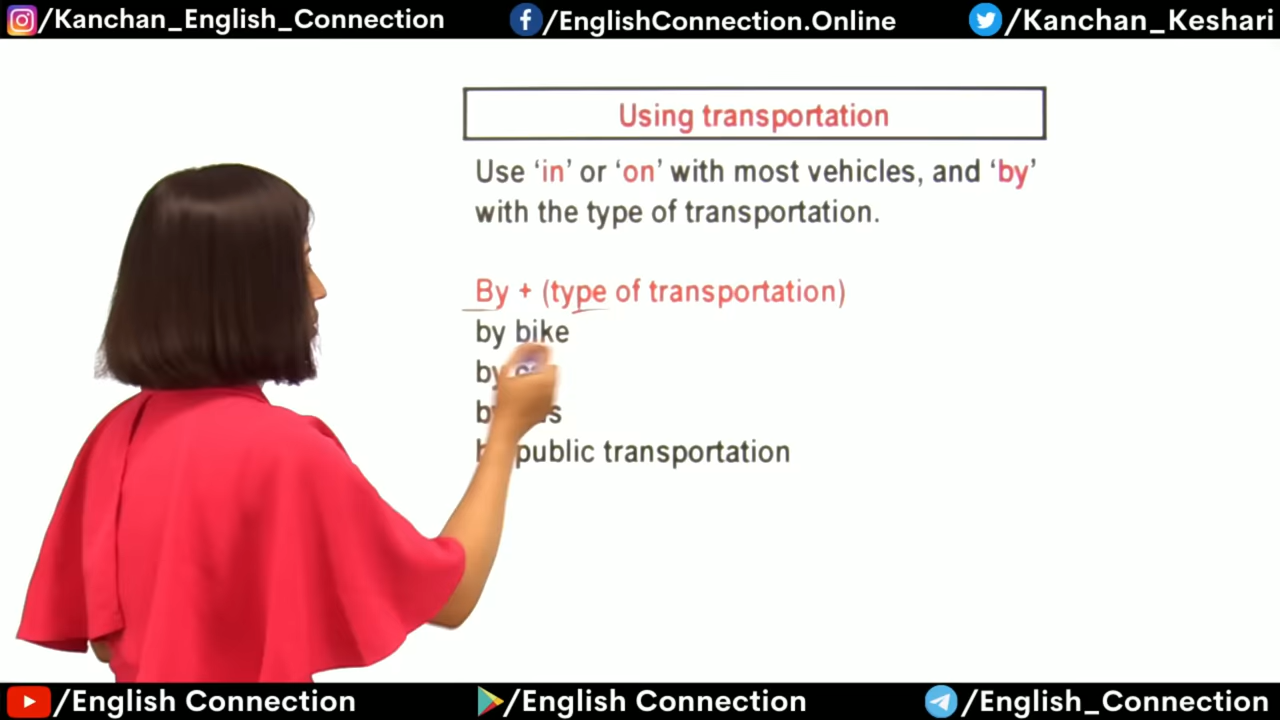 /Kanchan_English_Connection /EnglishConnection.Online /Kanchan_Keshari
Using transportation
Use ‘in’ or ‘on’ with most vehicles, and ‘by’
with the type of transportation.
By + (type of transportation)
by bike
by
public transportation
/English Connection /English Connection /English_Connection